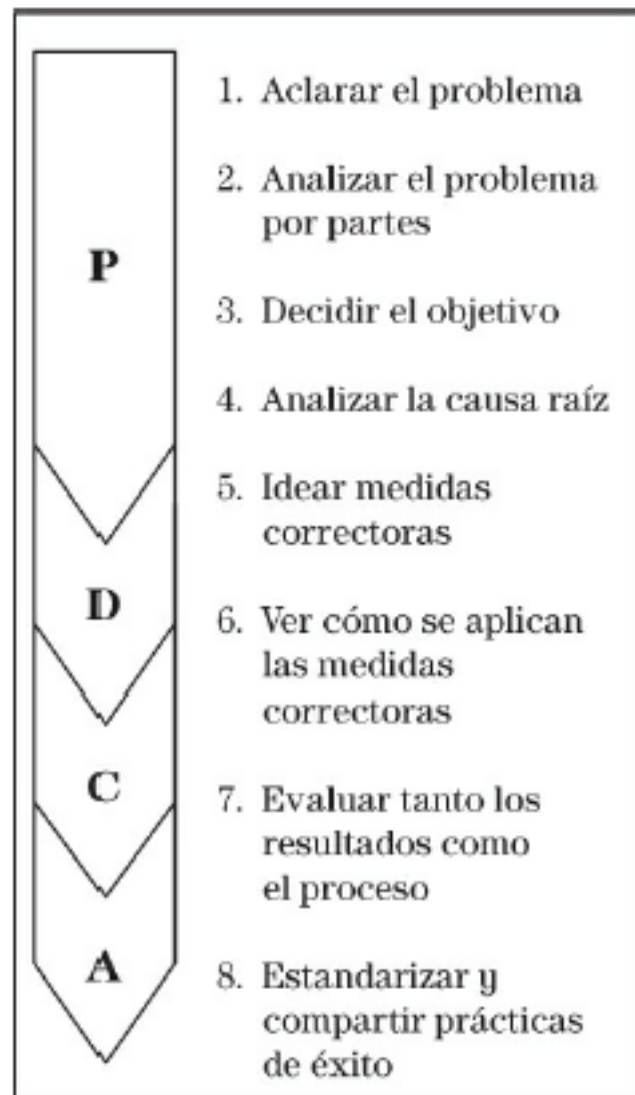 P
D
C
A
1. Aclarar el problema
2. Analizar el problema
por partes
3. Decidir el objetivo
4. Analizar la causa raíz
5. Idear medidas
correctoras
6. Ver cómo se aplican
las medidas
correctoras
7. Evaluar tanto los
resultados como
el proceso
8. Estandarizar y
compartir prácticas
de éxito